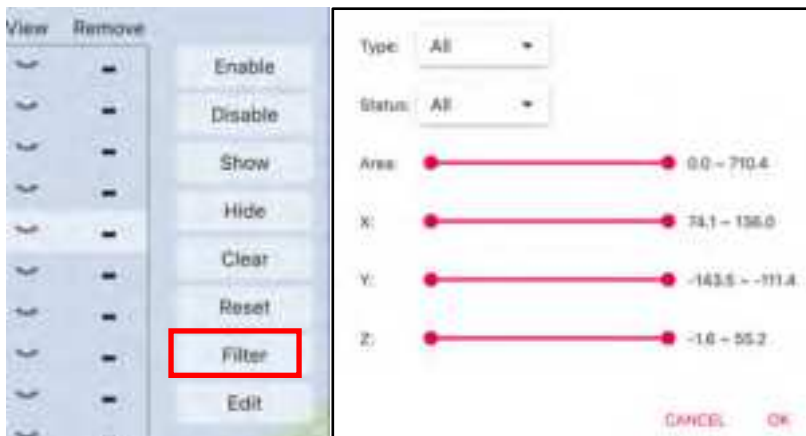 View Remove
Enable
Disable
Show
Hide
Clear
Reset
Filter
Edit
Type: All
Status: All
Area: 0.0 ~ 710.4
X: 74.1 ~ 136.0
Y: -143.5 ~ -111.4
Z: -1.6 ~ 55.2
CANCEL OK